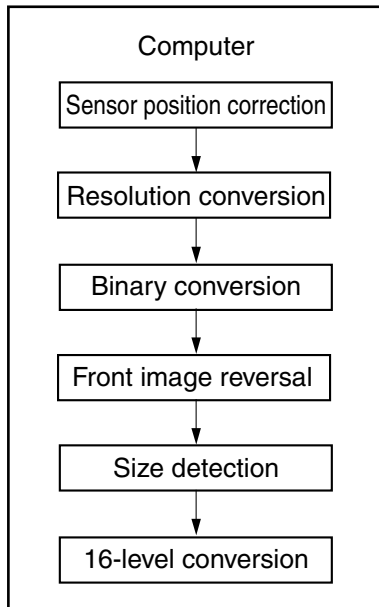 Computer
Sensor position correction
Resolution conversion
Binary conversion
Front image reversal
Size detection
16-level conversion